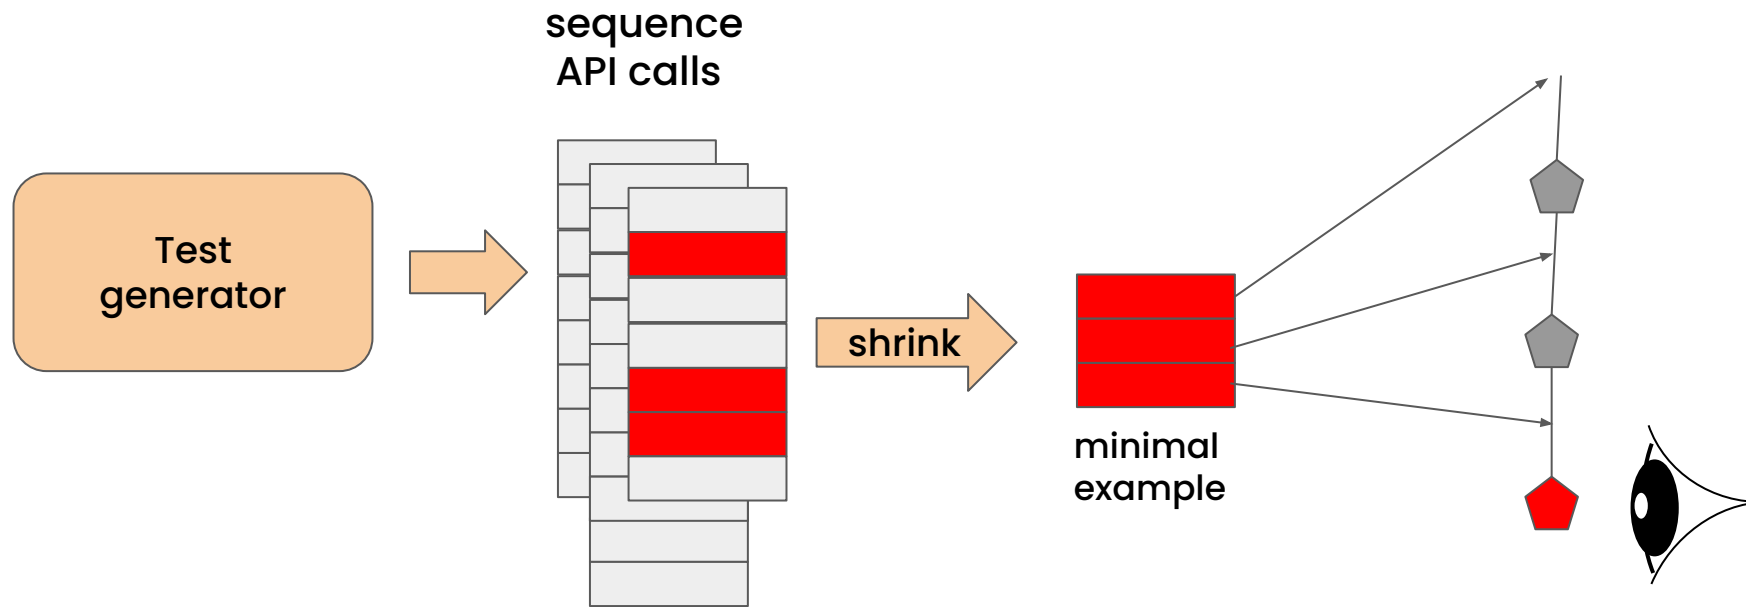 sequence
API calls
Test
generator
shrink
minimal
example